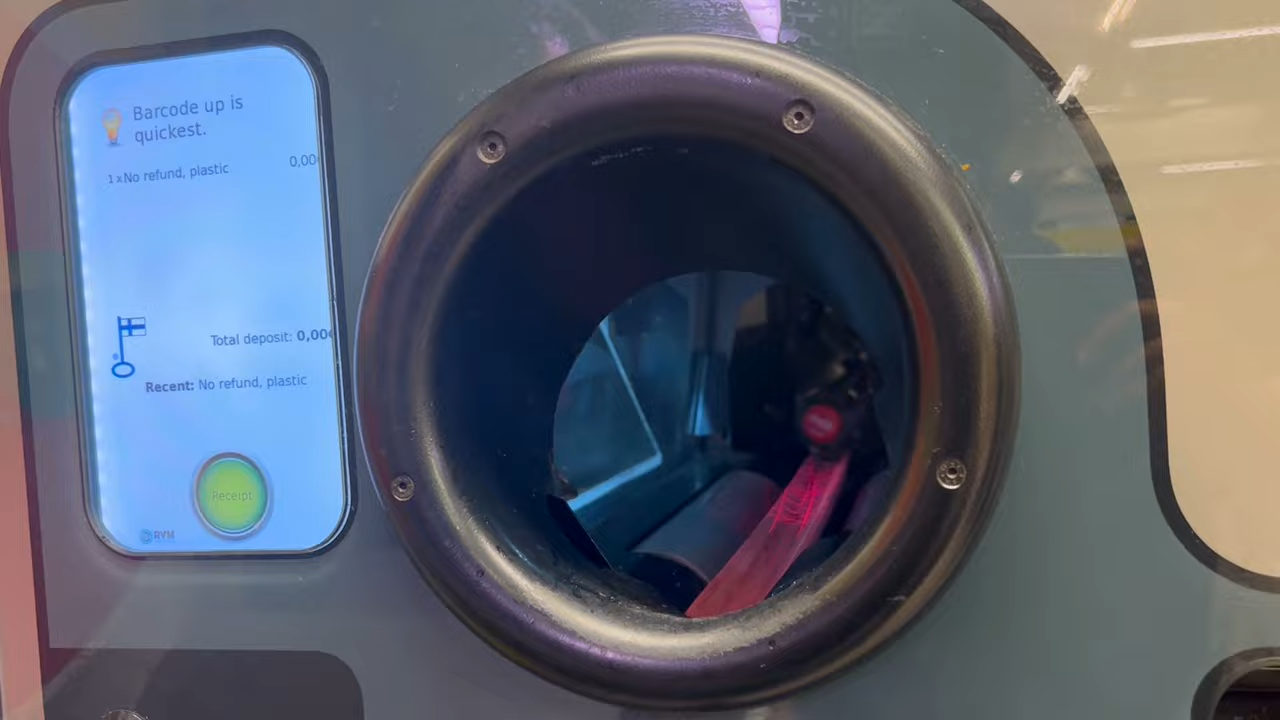 Barcode up is
quickest.
1 x No refund, plastic 0,00
Total deposit: 0,00€
Recent: No refund, plastic
Receipt
RVM